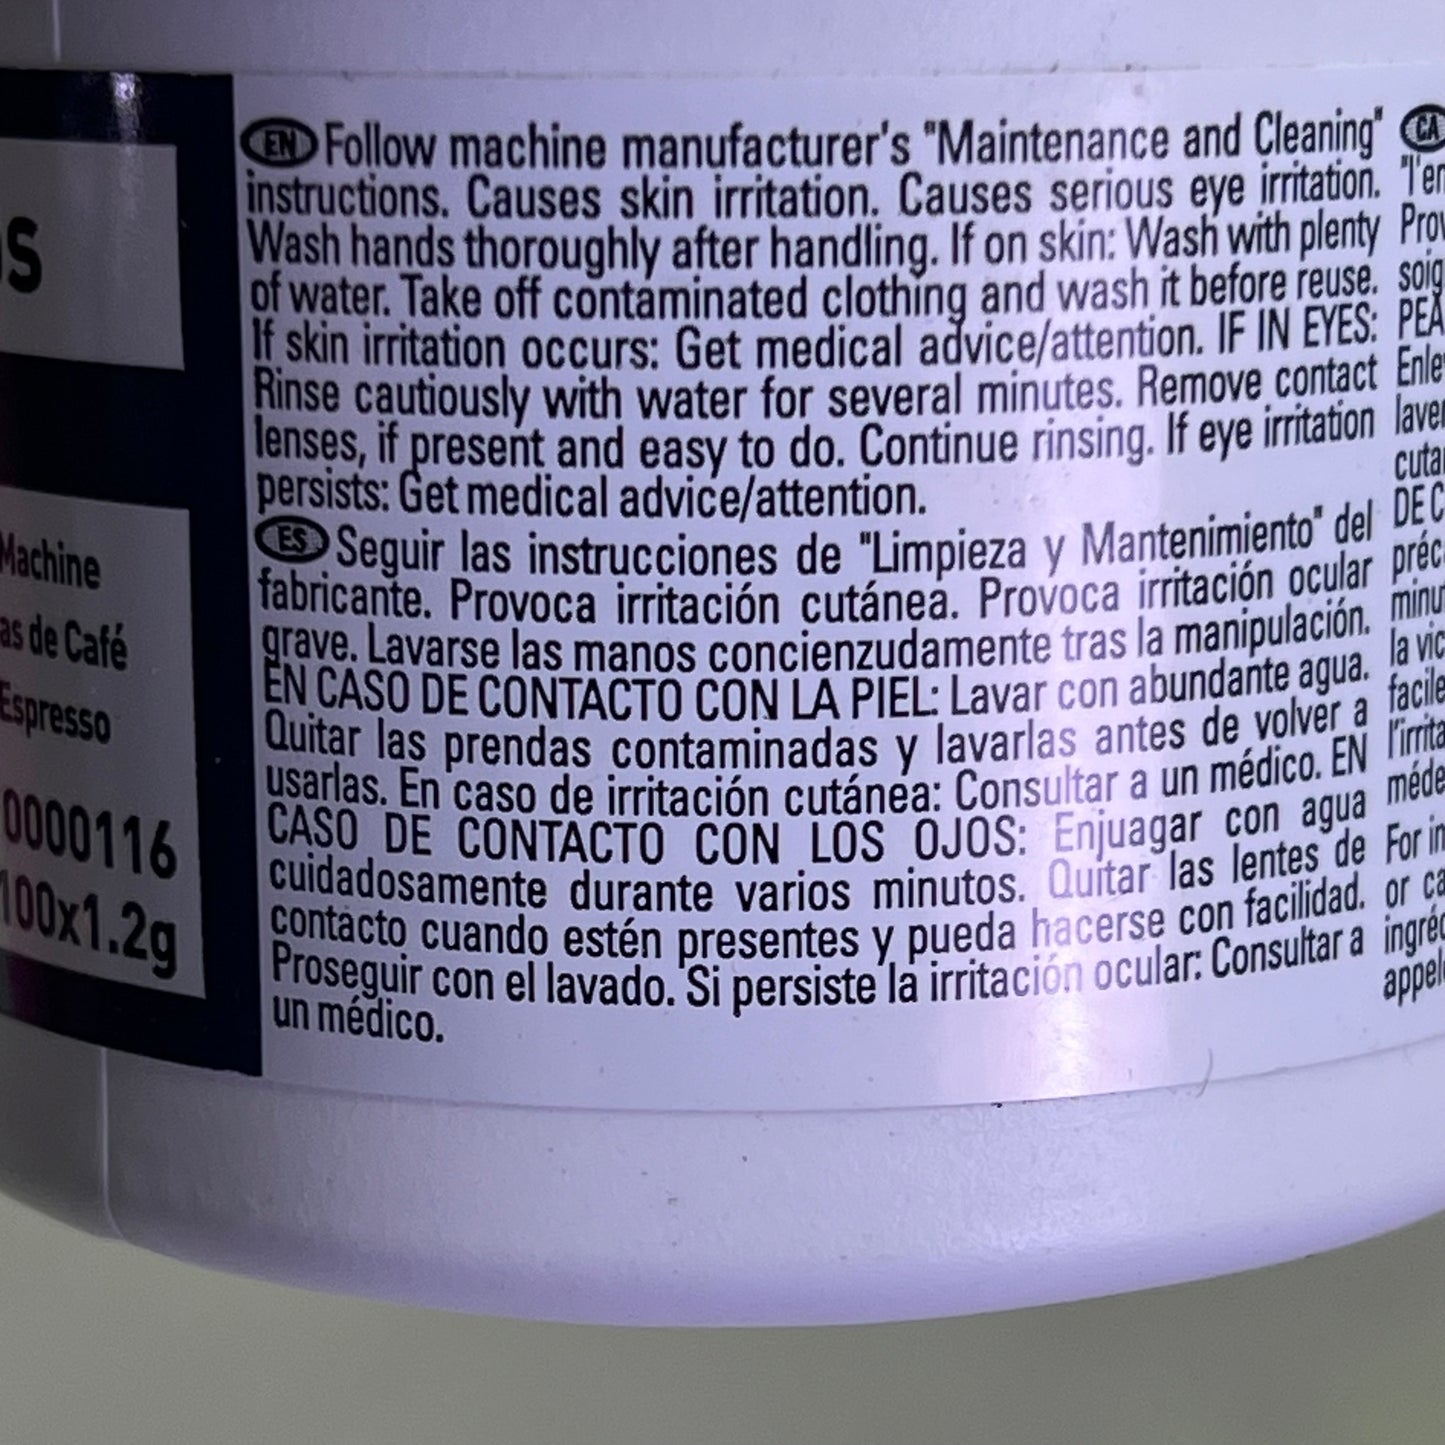 s
Machine
as de Café
Espresso
0000116
100x1.2g
EN Follow machine manufacturer's "Maintenance and Cleaning"
instructions. Causes skin irritation. Causes serious eye irritation.
Wash hands thoroughly after handling. If on skin: Wash with plenty
of water. Take off contaminated clothing and wash it before reuse.
If skin irritation occurs: Get medical advice/attention. IF IN EYES:
Rinse cautiously with water for several minutes. Remove contact
lenses, if present and easy to do. Continue rinsing. If eye irritation
persists: Get medical advice/attention.
ES Seguir las instrucciones de "Limpieza y Mantenimiento" del
fabricante. Provoca irritación cutánea. Provoca irritación ocular
grave. Lavarse las manos concienzudamente tras la manipulación.
EN CASO DE CONTACTO CON LA PIEL: Lavar con abundante agua.
Quitar las prendas contaminadas y lavarlas antes de volver a
usarlas. En caso de irritación cutánea: Consultar a un médico. EN
CASO DE CONTACTO CON LOS OJOS: Enjuagar con agua
cuidadosamente durante varios minutos. Quitar las lentes de
contacto cuando estén presentes y pueda hacerse con facilidad.
Proseguir con el lavado. Si persiste la irritación ocular: Consultar a
un médico.
CA
"l'en
Prov
soig
PEA
Enle
laver
cuta
DE C
préc
minu
la vic
facile
l'irrita
méde
For in
or ca
ingréd
appel